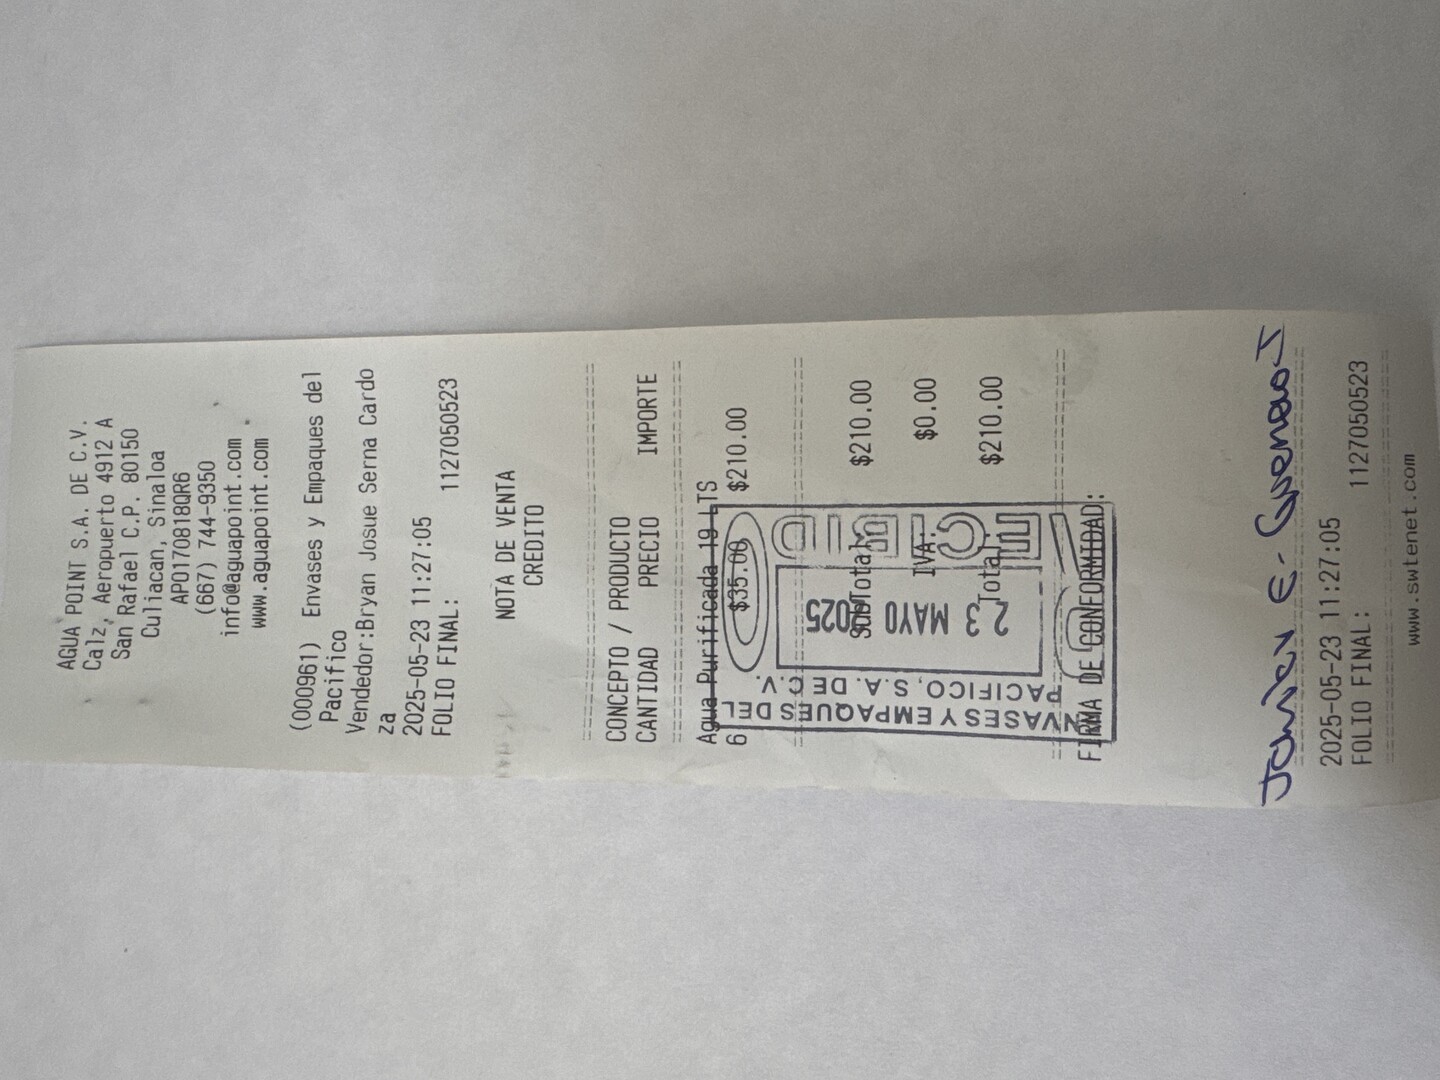 AGUA POINT S.A. DE C.V.
Calz, Aeropuerto 4912 A
San Rafael C.P. 80150
Culiacan, Sinaloa
APO170818QR6
(667) 744-9350
info@aguapoint.com
www.aguapoint.com
(000961) Envases y Empaques del
Pacifico
Vendedor:Bryan Josue Serna Cardo
za
2025-05-23 11:27:05
FOLIO FINAL: 1127050523
NOTA DE VENTA
CREDITO
CONCEPTO / PRODUCTO
CANTIDAD PRECIO IMPORTE
Agua Purificada 19 LTS
6 $35.00 $210.00
SubTotal: $210.00
IVA: $0.00
Total: $210.00
FIRMA DE CONFORMIDAD:
RECIBIDO
23 MAYO 2025
ENVASES Y EMPAQUES DEL
PACIFICO, S.A. DE C.V.
Javier E.
2025-05-23 11:27:05
FOLIO FINAL: 1127050523
www.swtenet.com